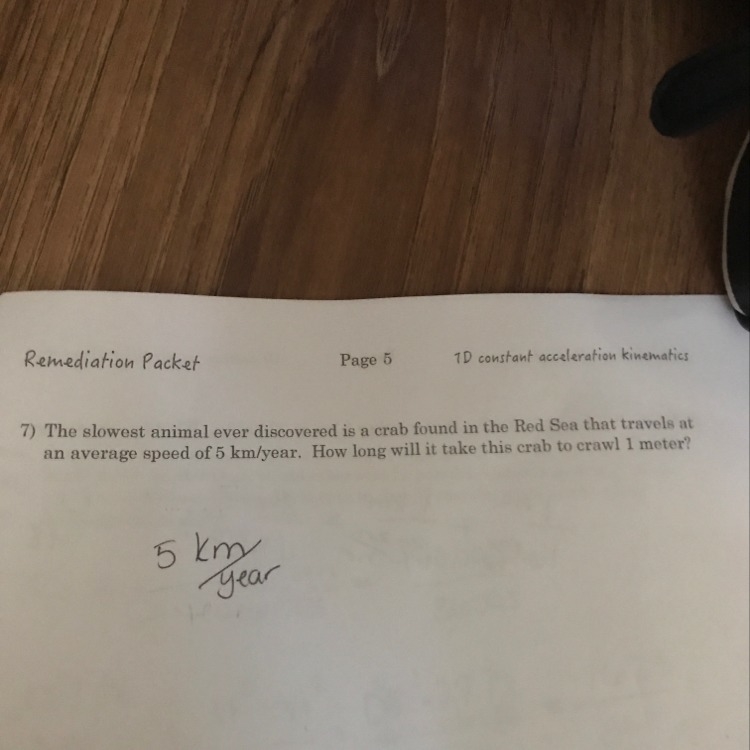 Remediation Packet Page 5 1D constant acceleration kinematics
7) The slowest animal ever discovered is a crab found in the Red Sea that travels at
an average speed of 5 km/year. How long will it take this crab to crawl 1 meter?
5 km/
year